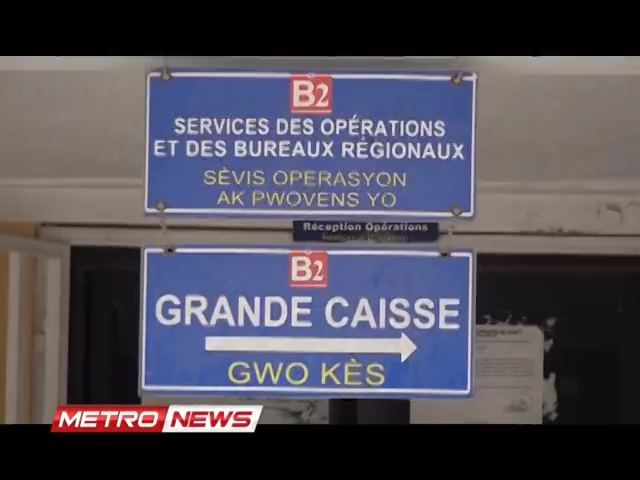 B2
SERVICES DES OPÉRATIONS
ET DES BUREAUX RÉGIONAUX
SÈVIS OPERASYON
AK PWOVENS YO
Réception Opérations
B2
GRANDE CAISSE
GWO KÈS
METRO NEWS